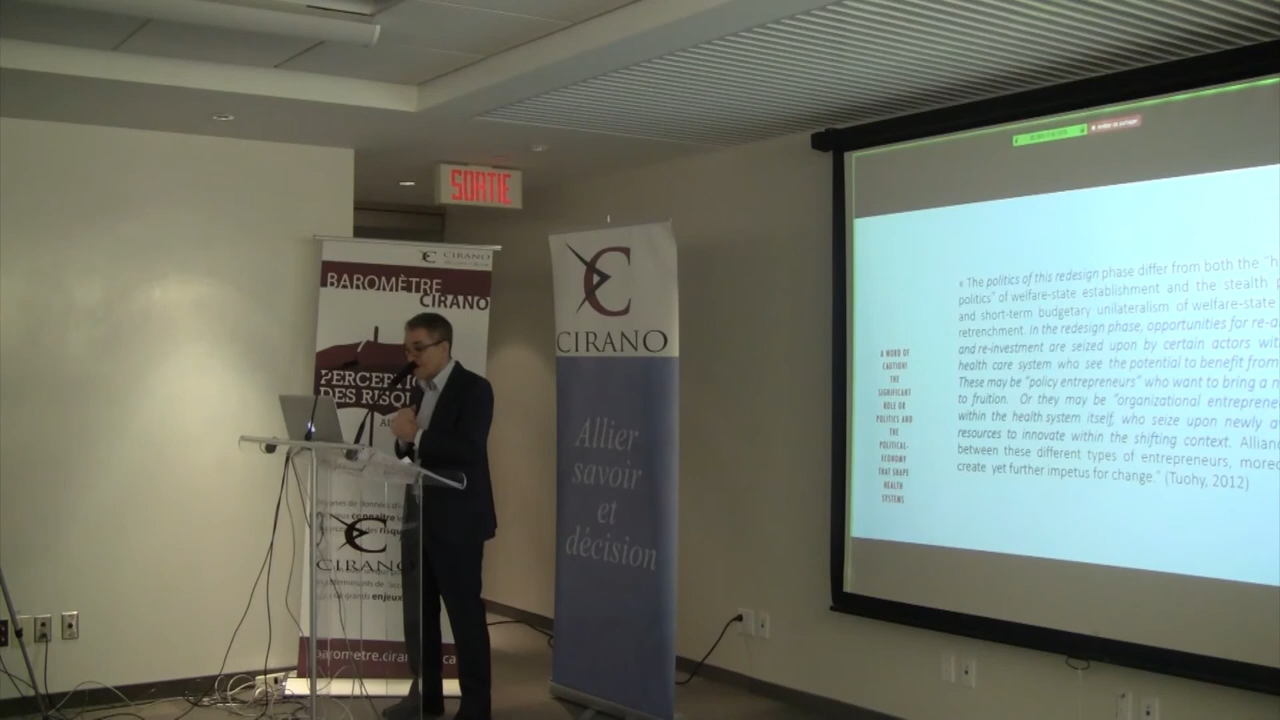 SORTIE
CIRANO
BAROMÈTRE
CIRANO
PERCEPTIO
DES RISQU
connaître
des risqu
CIRANO
grands enjeux
barometre.ciran
ca
CIRANO
Allier
savoir
et
décision
A WORD OF
CAUTION!
THE
SIGNIFICANT
ROLE OF
POLITICS AND
THE
POLITICAL-
ECONOMY
THAT SHAPE
HEALTH
SYSTEMS
« The politics of this redesign phase differ from both the "h
politics" of welfare-state establishment and the stealth p
and short-term budgetary unilateralism of welfare-state
retrenchment. In the redesign phase, opportunities for re-a
and re-investment are seized upon by certain actors wit
health care system who see the potential to benefit from
These may be "policy entrepreneurs" who want to bring a n
to fruition. Or they may be "organizational entreprene
within the health system itself, who seize upon newly a
resources to innovate within the shifting context. Allian
between these different types of entrepreneurs, moreo
create yet further impetus for change." (Tuohy, 2012)